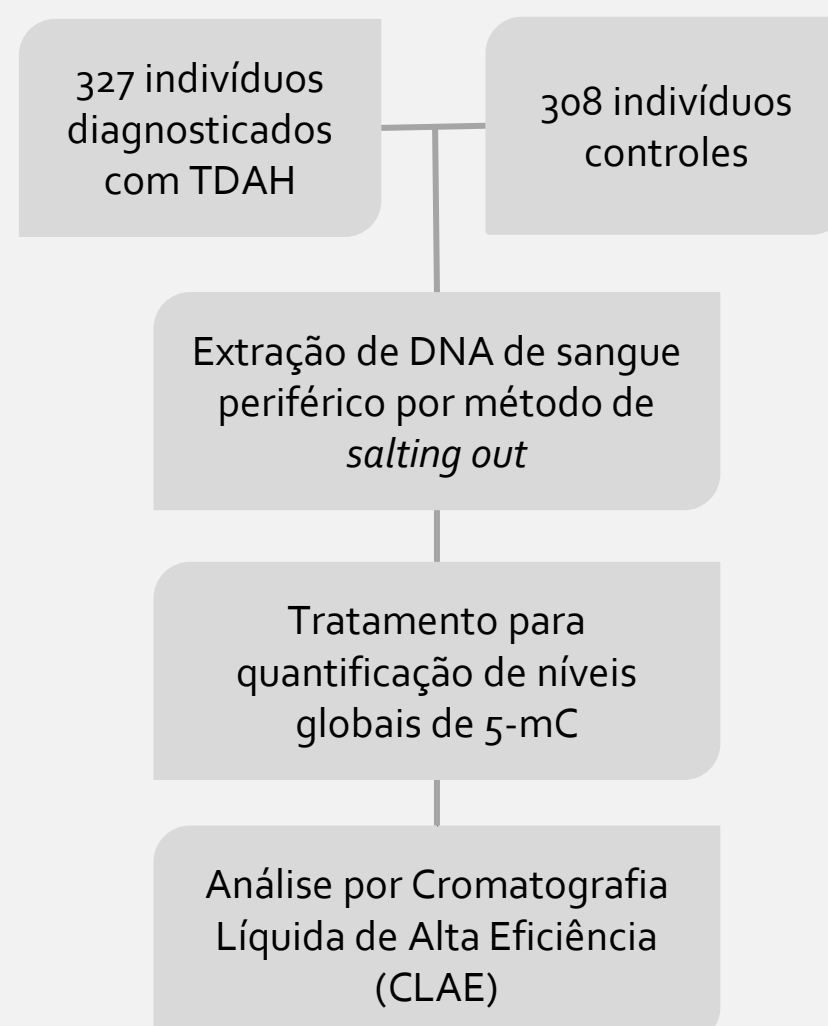 327 indivíduos
diagnosticados
com TDAH
308 indivíduos
controles
Extração de DNA de sangue
periférico por método de
salting out
Tratamento para
quantificação de níveis
globais de 5-mC
Análise por Cromatografia
Líquida de Alta Eficiência
(CLAE)